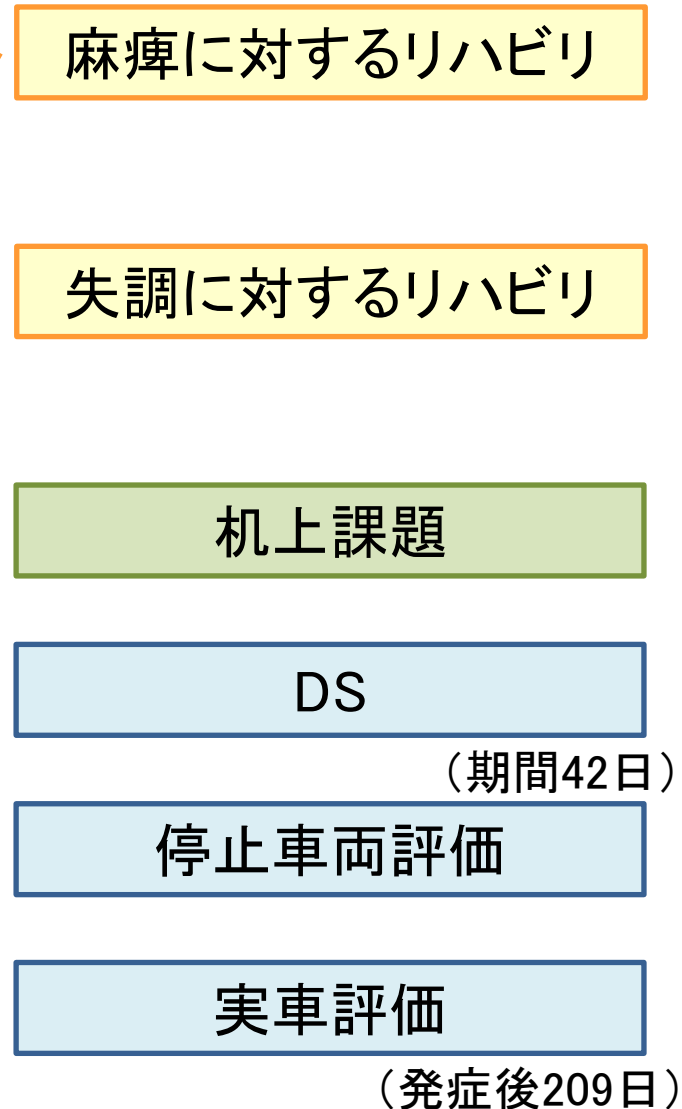 麻痺に対するリハビリ
失調に対するリハビリ
机上課題
DS
（期間42日）
停止車両評価
実車評価
（発症後209日）